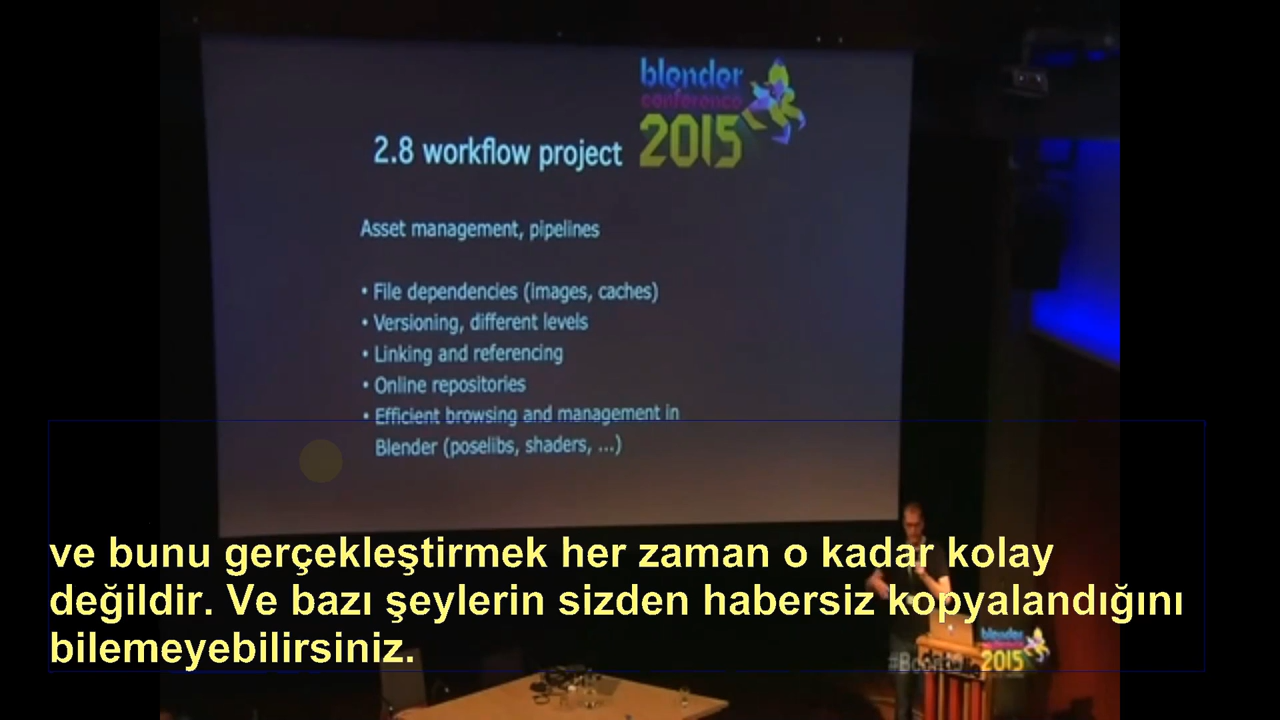 blender
conference
2015
2.8 workflow project
Asset management, pipelines
• File dependencies (images, caches)
• Versioning, different levels
• Linking and referencing
• Online repositories
• Efficient browsing and management in
Blender (poselibs, shaders, ...)
ve bunu gerçekleştirmek her zaman o kadar kolay
değildir. Ve bazı şeylerin sizden habersiz kopyalandığını
bilemeyebilirsiniz.
blender
2015